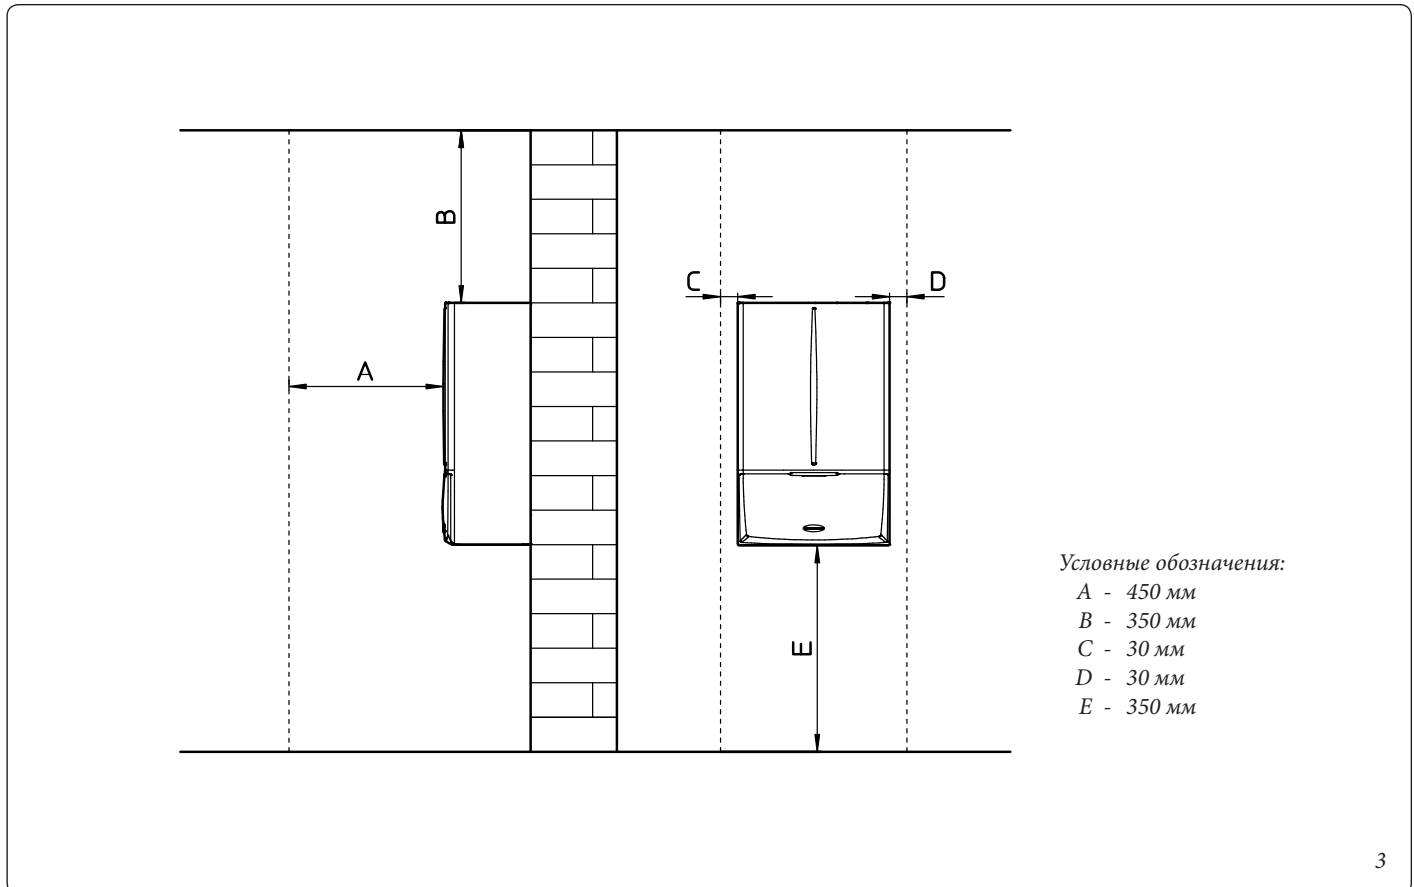 B
C
D
A
E
Условные обозначения:
A - 450 мм
B - 350 мм
C - 30 мм
D - 30 мм
E - 350 мм
3